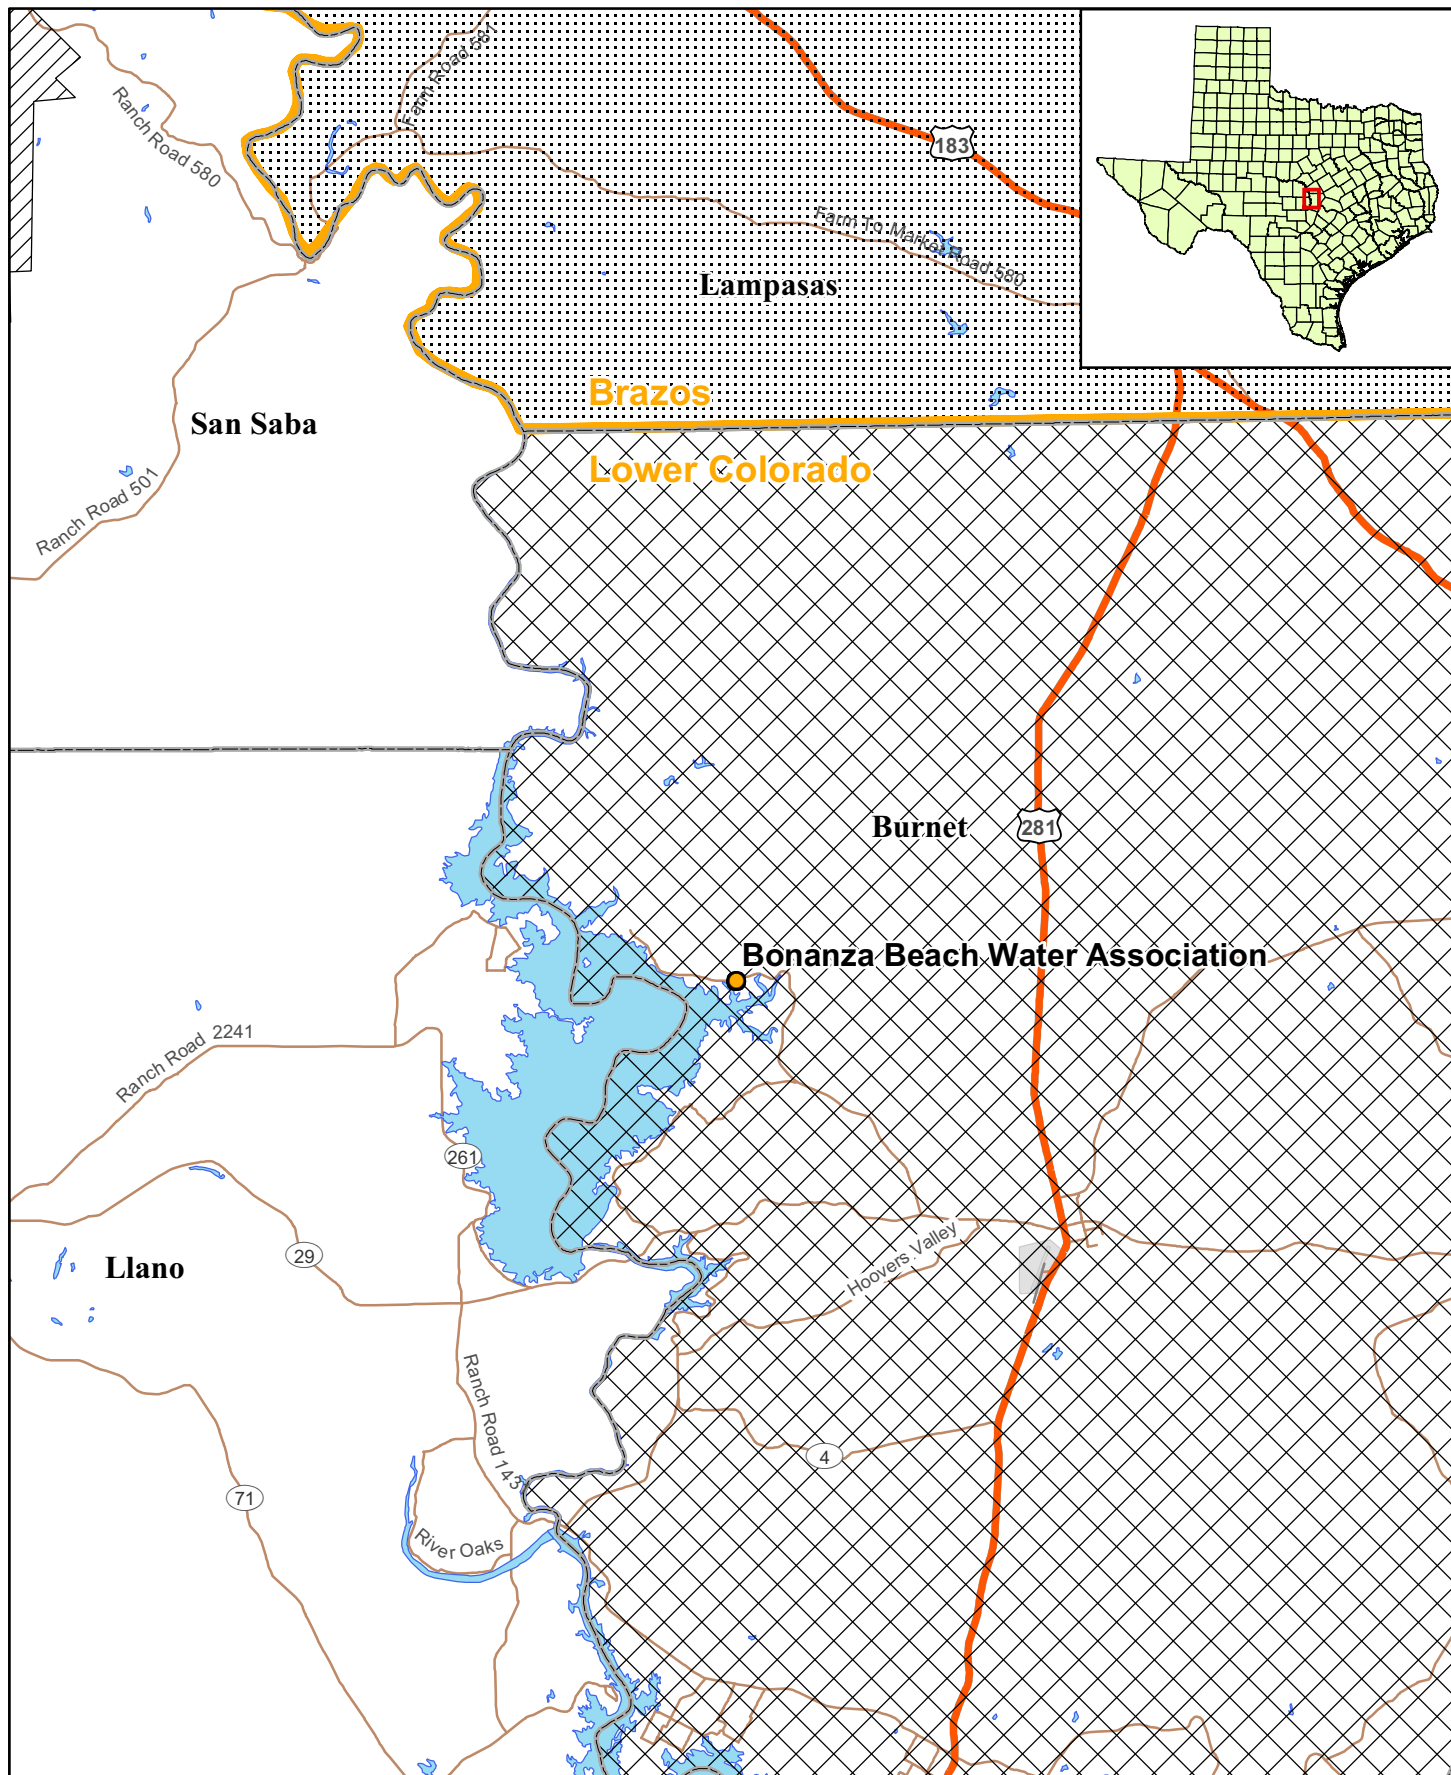 Farm Road 581
Ranch Road 580
183
Farm To Market Road 580
Lampasas
Brazos
San Saba
Lower Colorado
Ranch Road 501
Burnet
281
Bonanza Beach Water Association
Ranch Road 2241
261
Hoovers Valley
29
Llano
Ranch Road 143
4
71
River Oaks